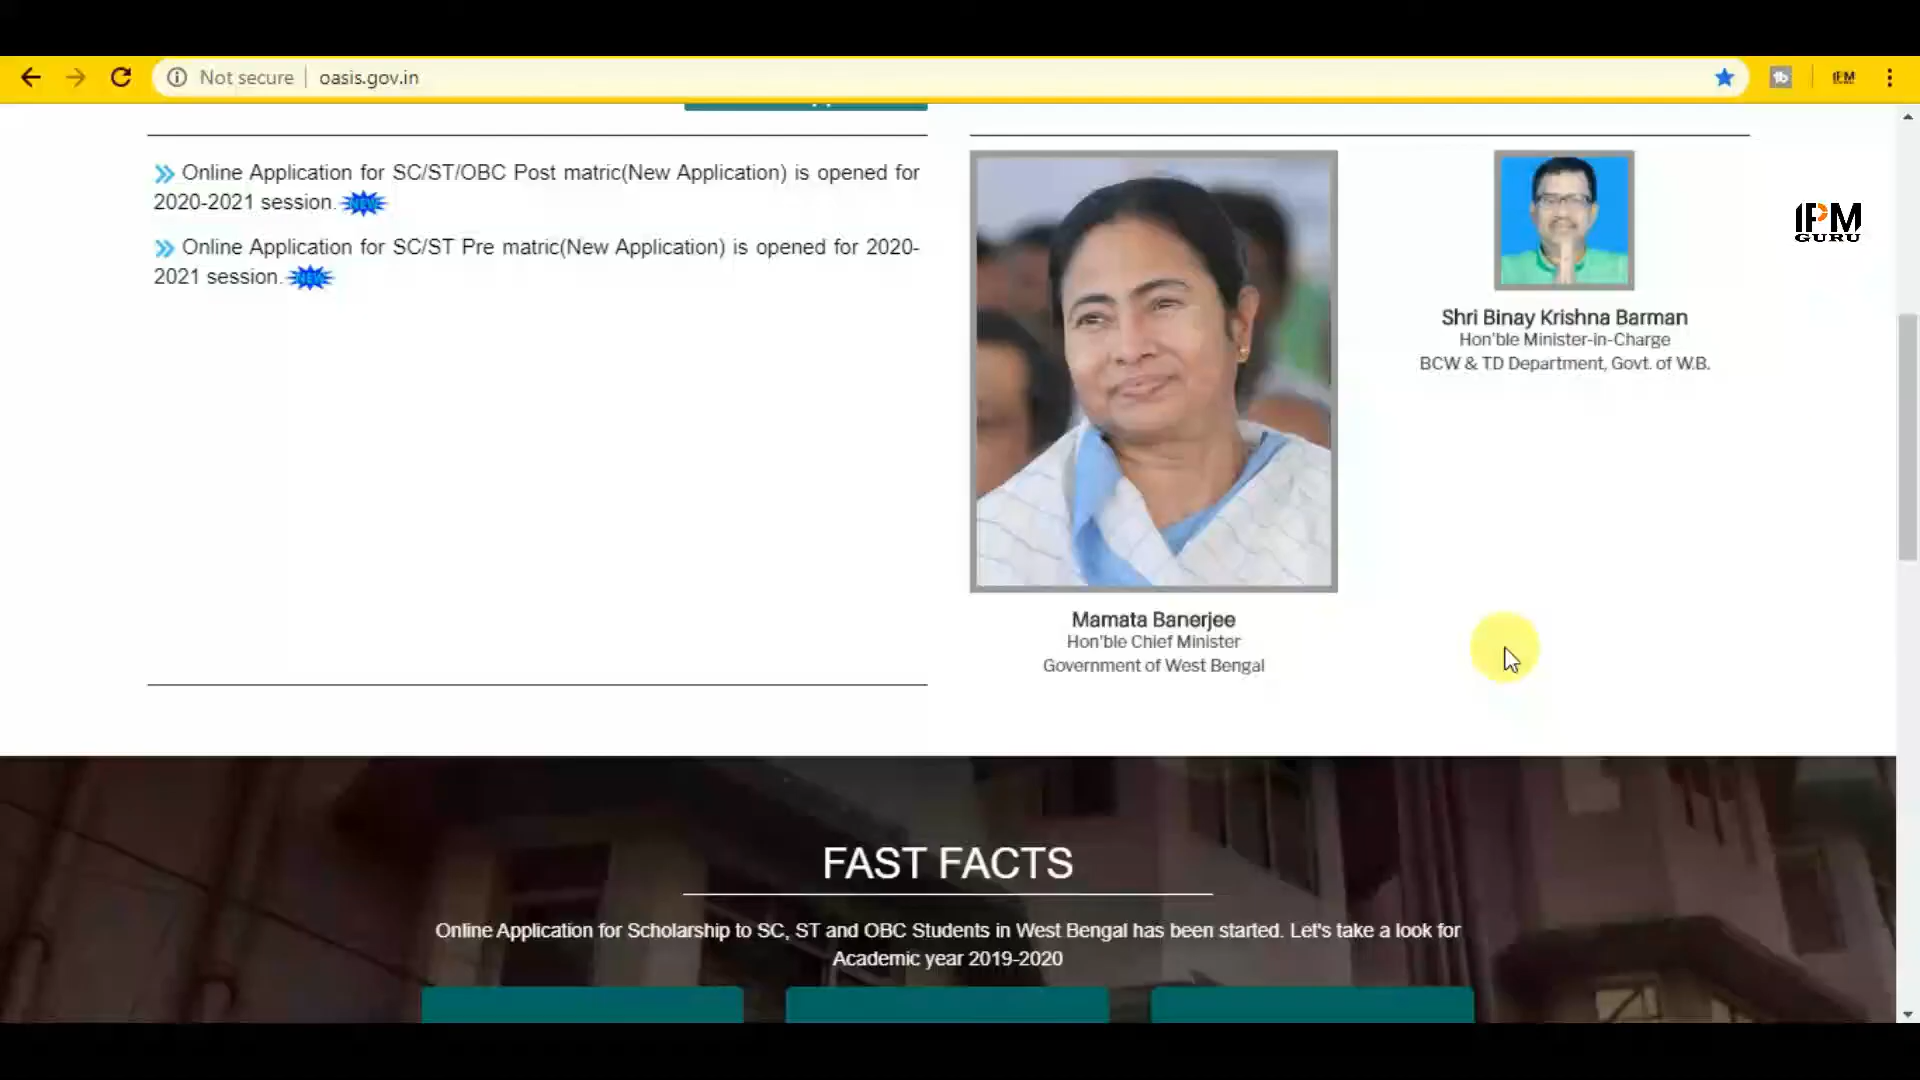 Not secure
oasis.gov.in
Online Application for SC/ST/OBC Post matric(New Application) is opened for
2020-2021 session.
NEW
Online Application for SC/ST Pre matric(New Application) is opened for 2020-
2021 session.
NEW
Mamata Banerjee
Hon'ble Chief Minister
Government of West Bengal
Shri Binay Krishna Barman
Hon'ble Minister-in-Charge
BCW & TD Department, Govt. of W.B.
IPM
GURU
FAST FACTS
Online Application for Scholarship to SC, ST and OBC Students in West Bengal has been started. Let's take a look for
Academic year 2019-2020